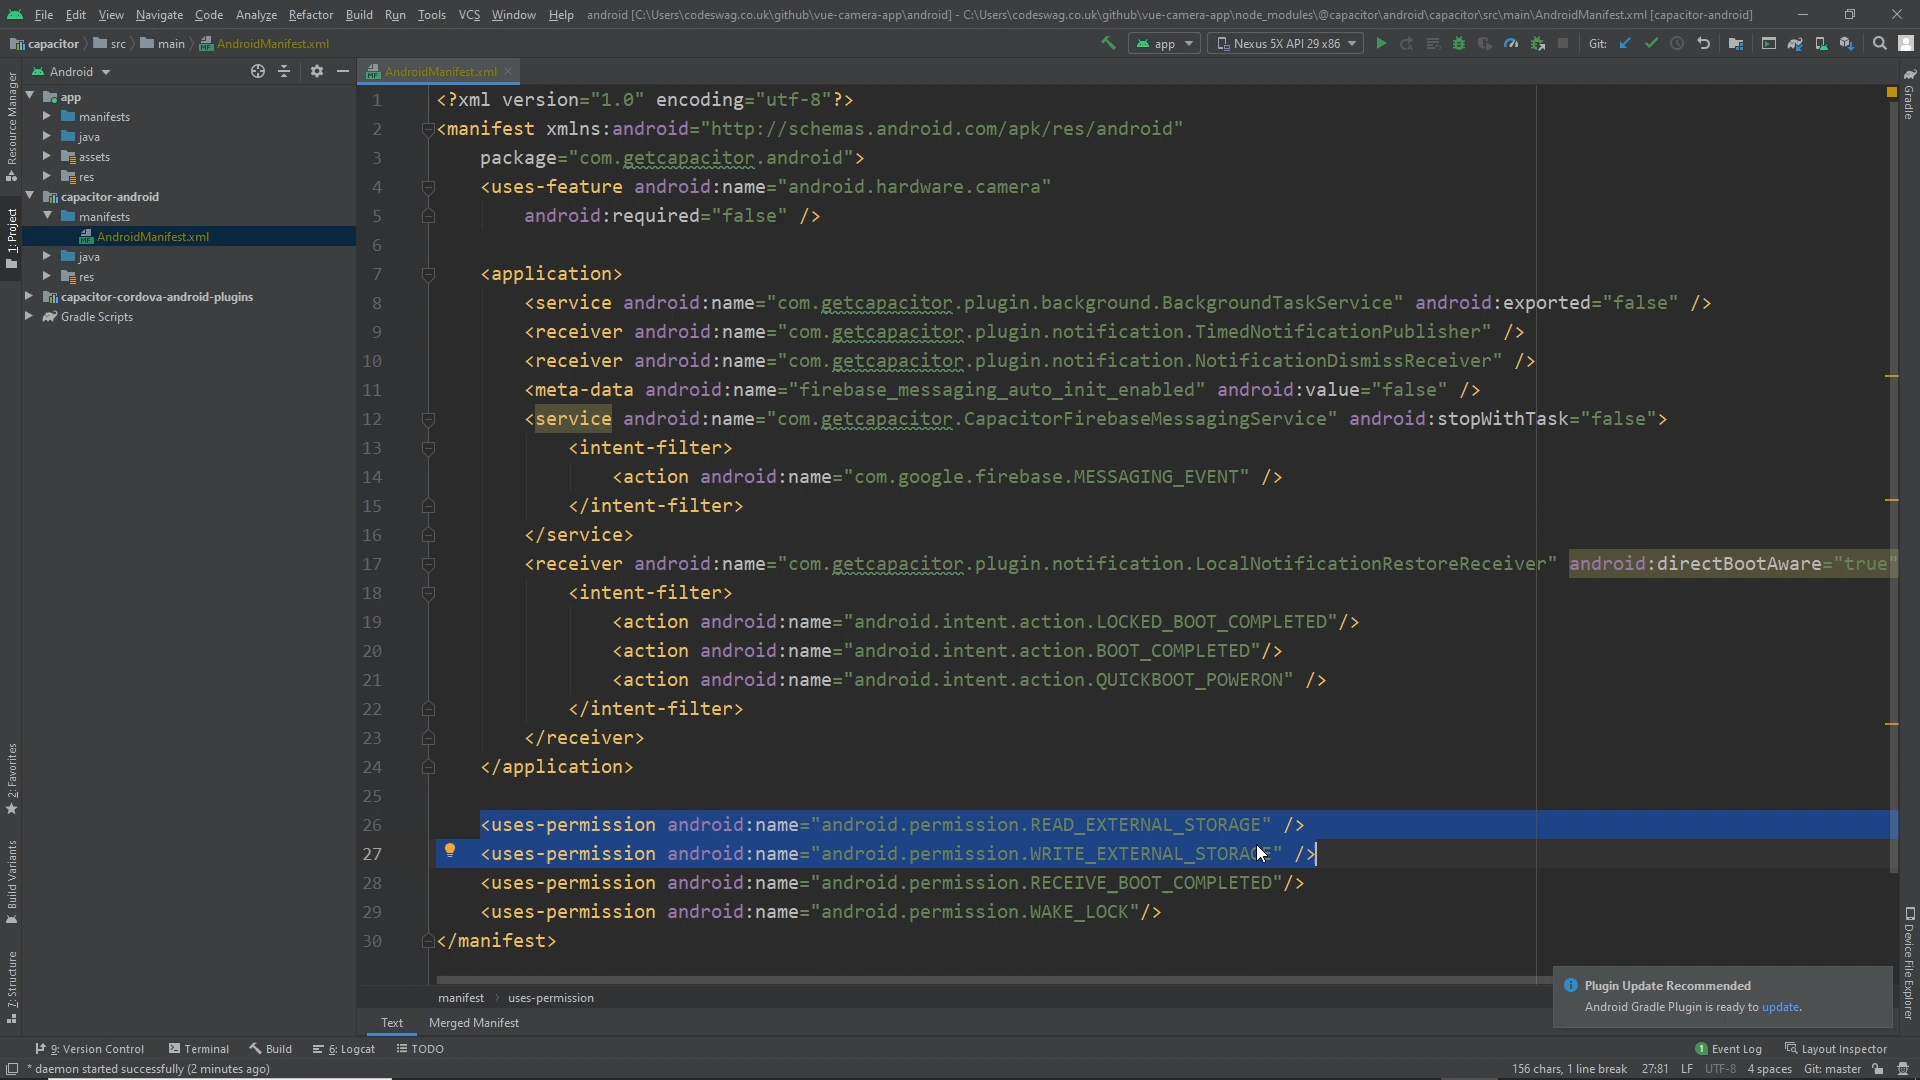 File Edit View Navigate Code Analyze Refactor Build Run Tools VCS Window Help android [C:\Users\codeswag.co.uk\github\vue-camera-app\android] - C:\Users\codeswag.co.uk\github\vue-camera-app\node_modules\@capacitor\android\capacitor\src\main\AndroidManifest.xml [capacitor-android]
capacitor src main AndroidManifest.xml app Nexus 5X API 29 x86 Git:
Android AndroidManifest.xml
Resource Manager
1: Project
2: Favorites
Build Variants
7: Structure
Gradle
Device File Explorer
app
manifests
java
assets
res
capacitor-android
manifests
AndroidManifest.xml
java
res
capacitor-cordova-android-plugins
Gradle Scripts
1 <?xml version="1.0" encoding="utf-8"?>
2 <manifest xmlns:android="http://schemas.android.com/apk/res/android"
3 package="com.getcapacitor.android">
4 <uses-feature android:name="android.hardware.camera"
5 android:required="false" />
6
7 <application>
8 <service android:name="com.getcapacitor.plugin.background.BackgroundTaskService" android:exported="false" />
9 <receiver android:name="com.getcapacitor.plugin.notification.TimedNotificationPublisher" />
10 <receiver android:name="com.getcapacitor.plugin.notification.NotificationDismissReceiver" />
11 <meta-data android:name="firebase_messaging_auto_init_enabled" android:value="false" />
12 <service android:name="com.getcapacitor.CapacitorFirebaseMessagingService" android:stopWithTask="false">
13 <intent-filter>
14 <action android:name="com.google.firebase.MESSAGING_EVENT" />
15 </intent-filter>
16 </service>
17 <receiver android:name="com.getcapacitor.plugin.notification.LocalNotificationRestoreReceiver" android:directBootAware="true"
18 <intent-filter>
19 <action android:name="android.intent.action.LOCKED_BOOT_COMPLETED"/>
20 <action android:name="android.intent.action.BOOT_COMPLETED"/>
21 <action android:name="android.intent.action.QUICKBOOT_POWERON" />
22 </intent-filter>
23 </receiver>
24 </application>
25
26 <uses-permission android:name="android.permission.READ_EXTERNAL_STORAGE" />
27 <uses-permission android:name="android.permission.WRITE_EXTERNAL_STORAGE" />
28 <uses-permission android:name="android.permission.RECEIVE_BOOT_COMPLETED"/>
29 <uses-permission android:name="android.permission.WAKE_LOCK"/>
30 </manifest>
manifest › uses-permission
Text Merged Manifest
Plugin Update Recommended
Android Gradle Plugin is ready to update.
9: Version Control Terminal Build 6: Logcat TODO 1 Event Log Layout Inspector
* daemon started successfully (2 minutes ago) 156 chars, 1 line break 27:81 LF UTF-8 4 spaces Git: master